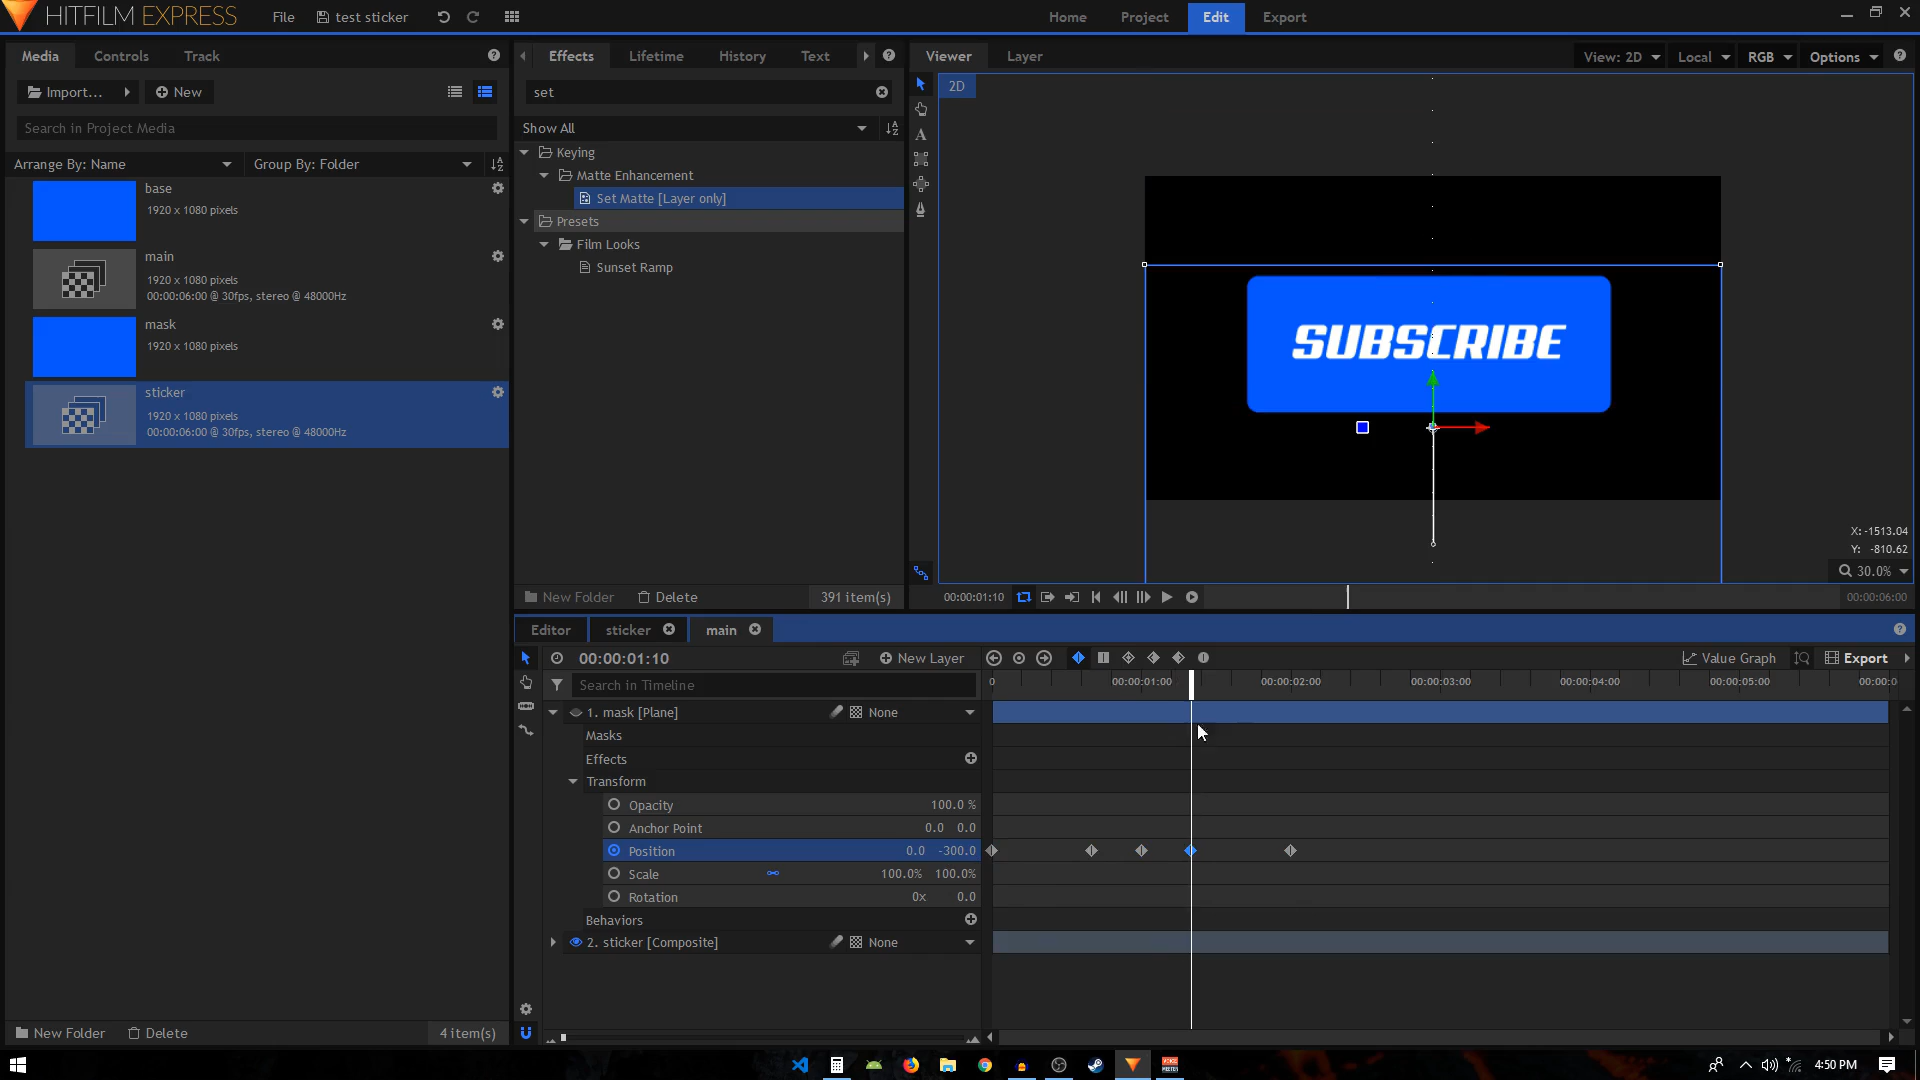 HITFILM EXPRESS
File
test sticker
Home
Project
Edit
Export
Media
Controls
Track
Effects
Lifetime
History
Text
Viewer
Layer
View: 2D
Local
RGB
Options
Import...
New
Search in Project Media
Arrange By: Name
Group By: Folder
base
1920 x 1080 pixels
main
1920 x 1080 pixels
00:00:06:00 @ 30fps, stereo @ 48000Hz
mask
1920 x 1080 pixels
sticker
1920 x 1080 pixels
00:00:06:00 @ 30fps, stereo @ 48000Hz
New Folder
Delete
4 item(s)
set
Show All
Keying
Matte Enhancement
Set Matte [Layer only]
Presets
Film Looks
Sunset Ramp
New Folder
Delete
391 item(s)
2D
SUBSCRIBE
X: -1513.04
Y: -810.62
30.0%
00:00:01:10
00:00:06:00
Editor
sticker
main
00:00:01:10
New Layer
Value Graph
Export
Search in Timeline
0
00:00:01:00
00:00:02:00
00:00:03:00
00:00:04:00
00:00:05:00
00:00:0
1. mask [Plane]
None
Masks
Effects
Transform
Opacity
100.0 %
Anchor Point
0.0 0.0
Position
0.0 -300.0
Scale
100.0% 100.0%
Rotation
0x 0.0
Behaviors
2. sticker [Composite]
None
4:50 PM